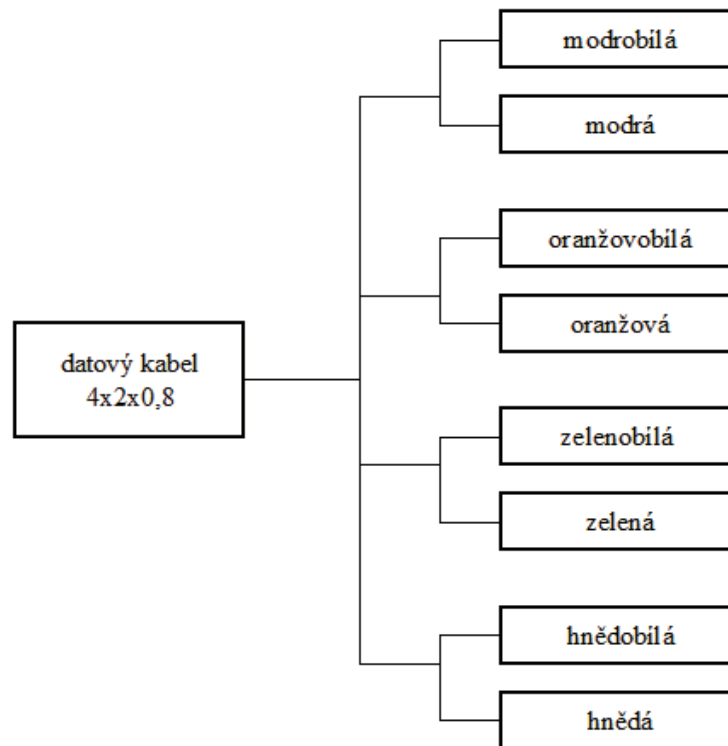 modrobílá
modrá
oranžovobílá
oranžová
datový kabel
4x2x0,8
zelenobílá
zelená
hnědobílá
hnědá